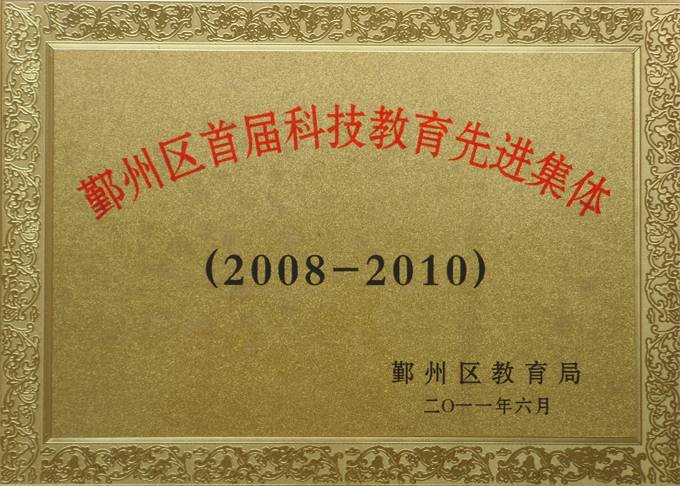 鄞州区首届科技教育先进集体
(2008-2010)
鄞州区教育局
二〇一一年六月